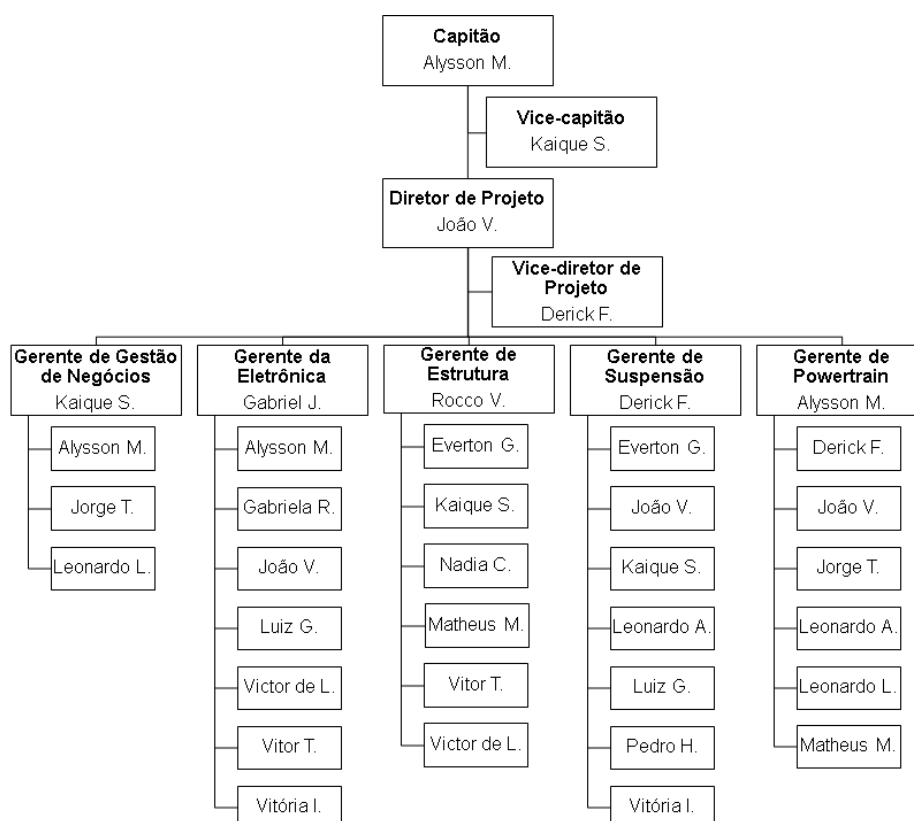 Capitão
Alysson M.
Vice-capitão
Kaique S.
Diretor de Projeto
João V.
Vice-diretor de
Projeto
Derick F.
Gerente de Gestão
de Negócios
Kaique S.
Alysson M.
Jorge T.
Leonardo L.
Gerente da
Eletrônica
Gabriel J.
Alysson M.
Gabriela R.
João V.
Luiz G.
Victor de L.
Vitor T.
Vitória I.
Gerente de
Estrutura
Rocco V.
Everton G.
Kaique S.
Nadia C.
Matheus M.
Vitor T.
Victor de L.
Gerente de
Suspensão
Derick F.
Everton G.
João V.
Kaique S.
Leonardo A.
Luiz G.
Pedro H.
Vitória I.
Gerente de
Powertrain
Alysson M.
Derick F.
João V.
Jorge T.
Leonardo A.
Leonardo L.
Matheus M.